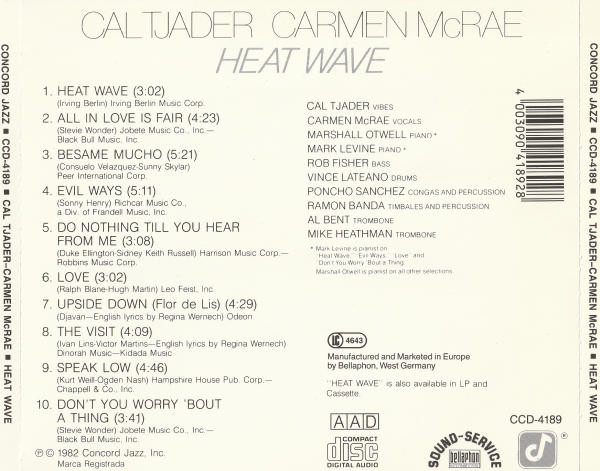 CAL TJADER CARMEN McRAE
HEAT WAVE
1. HEAT WAVE (3:02)
(Irving Berlin) Irving Berlin Music Corp.
2. ALL IN LOVE IS FAIR (4:23)
(Stevie Wonder) Jobete Music Co., Inc.—
Black Bull Music, Inc.
3. BESAME MUCHO (5:21)
(Consuelo Velazquez-Sunny Skylar)
Peer International Corp.
4. EVIL WAYS (5:11)
(Sonny Henry) Richcar Music Co.,
a Div. of Frandell Music, Inc.
5. DO NOTHING TILL YOU HEAR
FROM ME (3:08)
(Duke Ellington-Sidney Keith Russell) Harrison Music Corp.—
Robbins Music Corp.
6. LOVE (3:02)
(Ralph Blane-Hugh Martin) Leo Feist, Inc.
7. UPSIDE DOWN (Flor de Lis) (4:29)
(Djavan—English lyrics by Regina Wernech) Odeon
8. THE VISIT (4:09)
(Ivan Lins-Victor Martins—English lyrics by Regina Wernech)
Dinorah Music—Kidada Music
9. SPEAK LOW (4:46)
(Kurt Weill-Ogden Nash) Hampshire House Pub. Corp.—
Chappell & Co., Inc.
10. DON'T YOU WORRY 'BOUT
A THING (3:41)
(Stevie Wonder) Jobete Music Co., Inc.—
Black Bull Music, Inc.
℗ © 1982 Concord Jazz, Inc.
Marca Registrada
CAL TJADER VIBES
CARMEN McRAE VOCALS
MARSHALL OTWELL PIANO*
MARK LEVINE PIANO*
ROB FISHER BASS
VINCE LATEANO DRUMS
PONCHO SANCHEZ CONGAS AND PERCUSSION
RAMON BANDA TIMBALES AND PERCUSSION
AL BENT TROMBONE
MIKE HEATHMAN TROMBONE
* Mark Levine is pianist on
"Heat Wave," "Evil Ways," "Love" and
"Don't You Worry 'Bout a Thing."
Marshall Otwell is pianist on all other selections.
LC 4643
Manufactured and Marketed in Europe
by Bellaphon, West Germany
"HEAT WAVE" is also available in LP and
Cassette.
AAD
COMPACT
disc
DIGITAL AUDIO
SOUND-SERVICE
bellaphon
CCD-4189
4 003090 418928
CONCORD JAZZ ■ CCD-4189 ■ CAL TJADER–CARMEN McRAE ■ HEAT WAVE
CONCORD JAZZ ■ CCD-4189 ■ CAL TJADER–CARMEN McRAE ■ HEAT WAVE